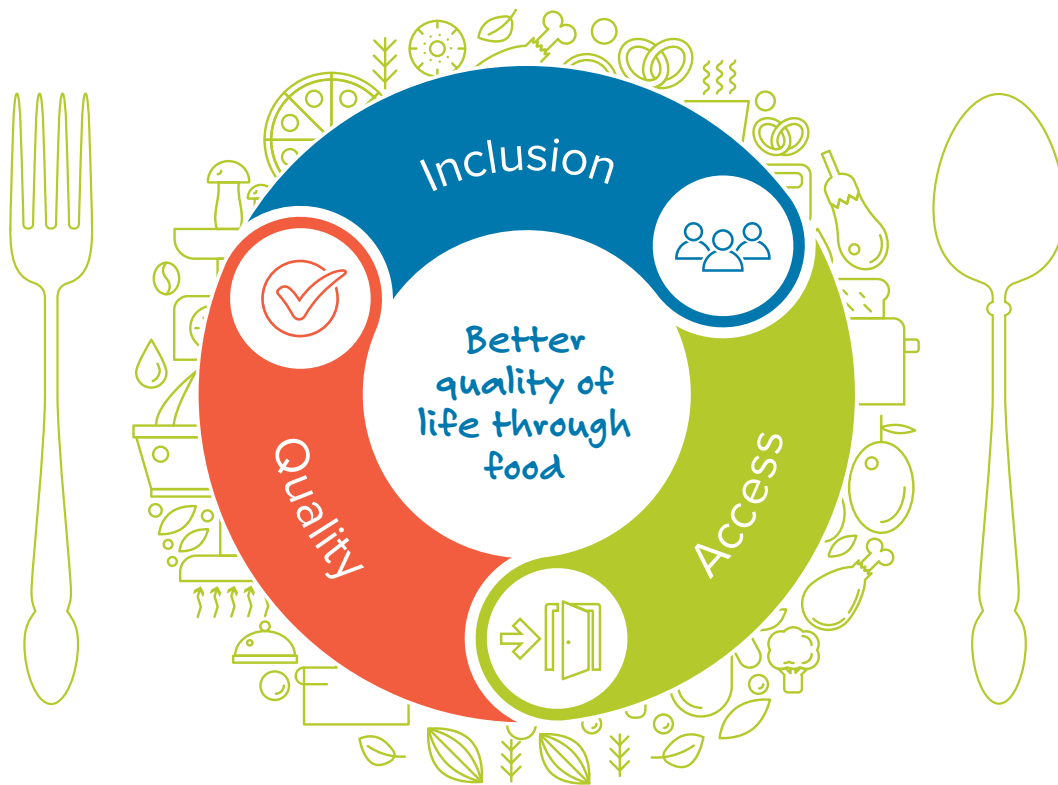 Inclusion
Better
quality of
life through
food
Quality
Access